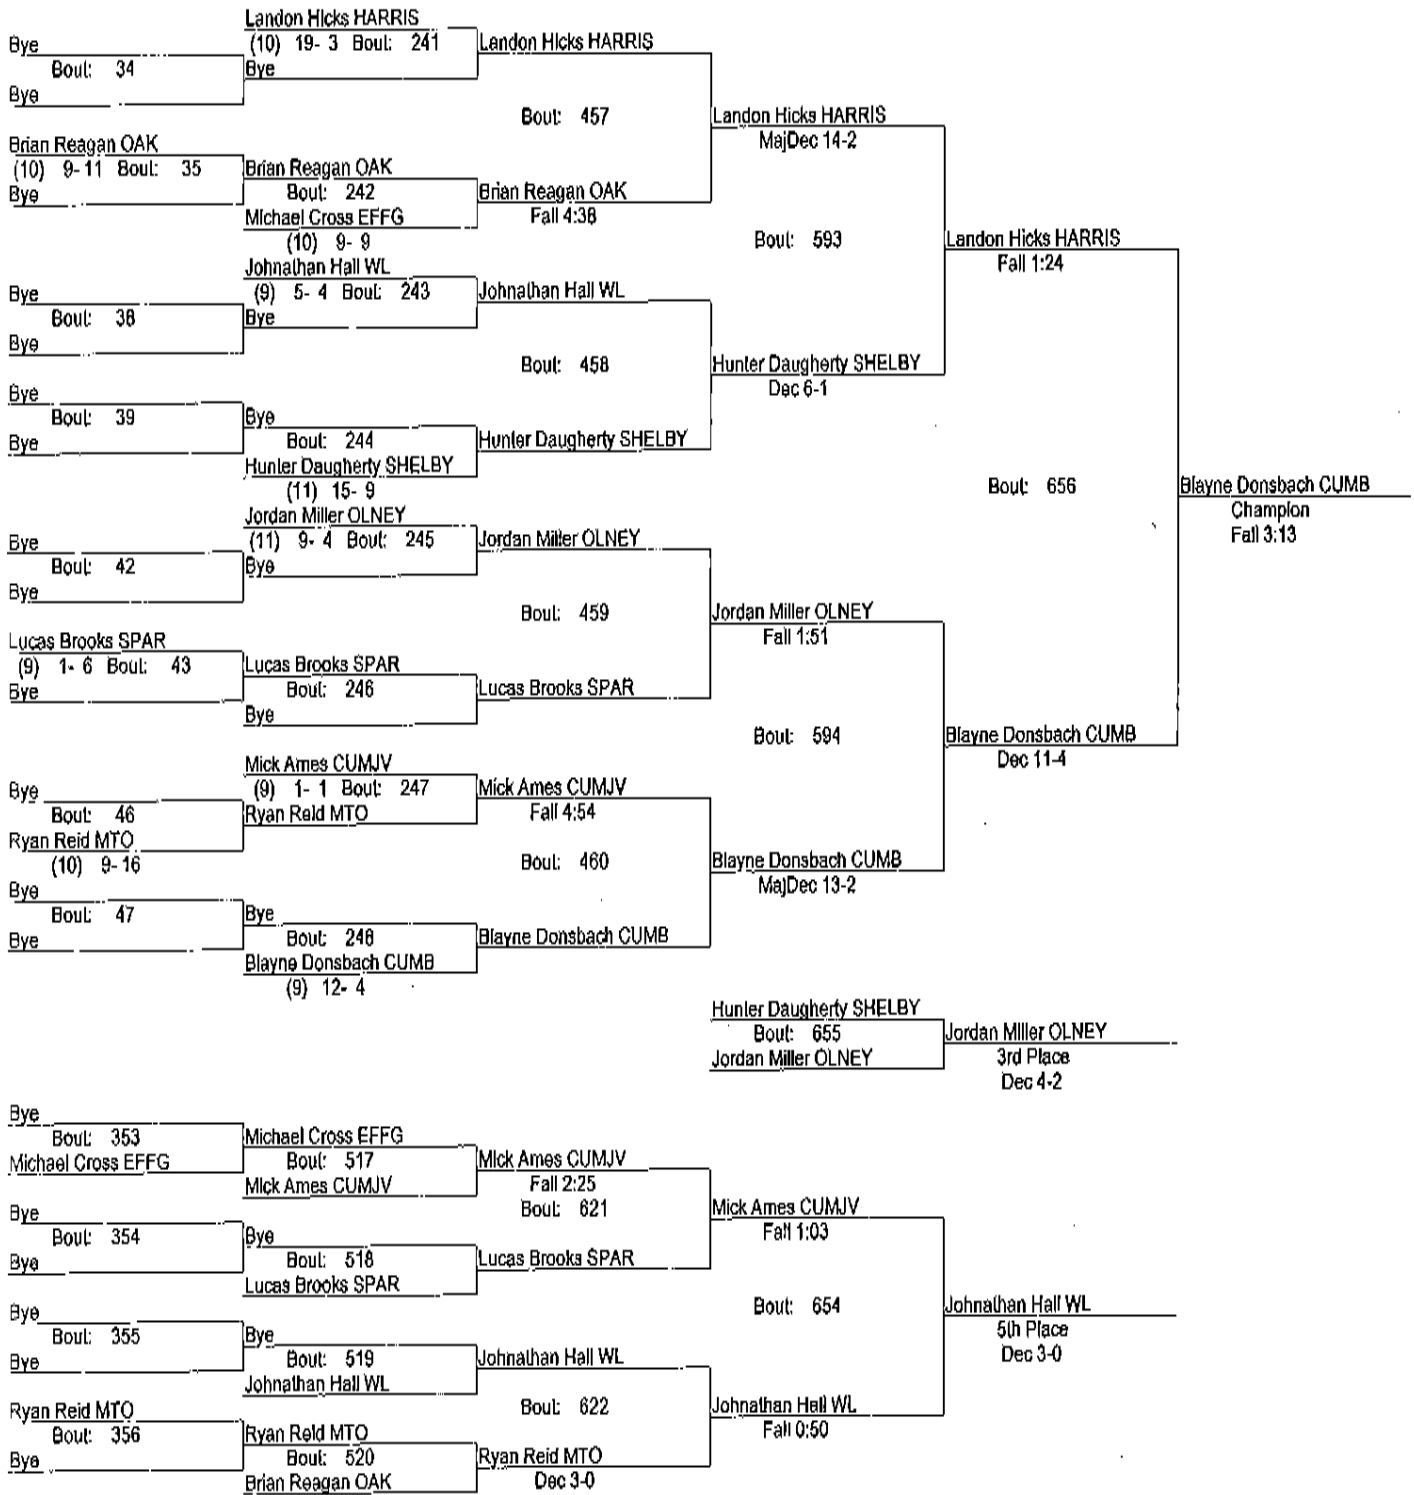 Landon Hicks HARRIS
Bye
(10) 19- 3 Bout: 241
Landon Hicks HARRIS
Bout: 34
Bye
Bye
Bout: 457
Landon Hicks HARRIS
MajDec 14-2
Brian Reagan OAK
(10) 9-11 Bout: 35
Brian Reagan OAK
Bye
Bout: 242
Brian Reagan OAK
Michael Cross EFFG
Fall 4:38
(10) 9- 9
Bout: 593
Landon Hicks HARRIS
Fall 1:24
Johnathan Hall WL
Bye
(9) 5- 4 Bout: 243
Johnathan Hall WL
Bout: 38
Bye
Bye
Bout: 458
Hunter Daugherty SHELBY
Dec 6-1
Bye
Bout: 39
Bye
Bye
Bout: 244
Hunter Daugherty SHELBY
Hunter Daugherty SHELBY
(11) 15- 9
Bout: 656
Blayne Donsbach CUMB
Champion
Fall 3:13
Jordan Miller OLNEY
Bye
(11) 9- 4 Bout: 245
Jordan Miller OLNEY
Bout: 42
Bye
Bye
Bout: 459
Jordan Miller OLNEY
Fall 1:51
Lucas Brooks SPAR
(9) 1- 6 Bout: 43
Lucas Brooks SPAR
Bye
Bout: 246
Lucas Brooks SPAR
Bye
Bout: 594
Blayne Donsbach CUMB
Dec 11-4
Mick Ames CUMJV
Bye
(9) 1- 1 Bout: 247
Mick Ames CUMJV
Bout: 46
Ryan Reid MTO
Fall 4:54
Ryan Reid MTO
(10) 9-16
Bout: 460
Blayne Donsbach CUMB
MajDec 13-2
Bye
Bout: 47
Bye
Bye
Bout: 248
Blayne Donsbach CUMB
Blayne Donsbach CUMB
(9) 12- 4
Hunter Daugherty SHELBY
Bout: 655
Jordan Miller OLNEY
Jordan Miller OLNEY
3rd Place
Dec 4-2
Bye
Bout: 353
Michael Cross EFFG
Michael Cross EFFG
Bout: 517
Mick Ames CUMJV
Mick Ames CUMJV
Fall 2:25
Bout: 621
Mick Ames CUMJV
Fall 1:03
Bye
Bout: 354
Bye
Bye
Bout: 518
Lucas Brooks SPAR
Lucas Brooks SPAR
Bout: 654
Johnathan Hall WL
5th Place
Dec 3-0
Bye
Bout: 355
Bye
Bye
Bout: 519
Johnathan Hall WL
Johnathan Hall WL
Bout: 622
Johnathan Hall WL
Fall 0:50
Ryan Reid MTO
Bout: 356
Ryan Reid MTO
Bye
Bout: 520
Ryan Reid MTO
Brian Reagan OAK
Dec 3-0